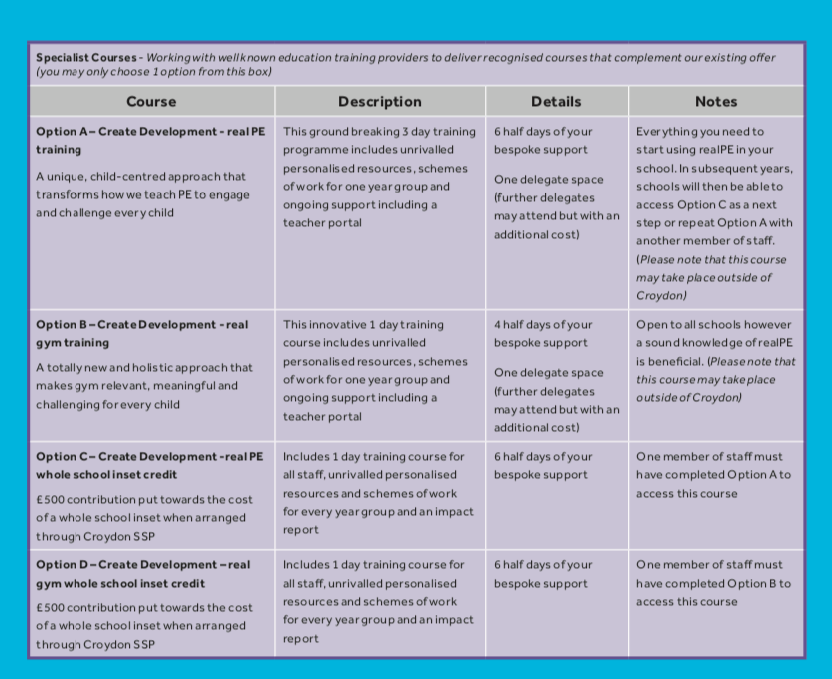 Specialist Courses - Working with well known education training providers to deliver recognised courses that complement our existing offer
(you may only choose 1 option from this box)
Course
Description
Details
Notes
Option A – Create Development - real PE
training
A unique, child-centred approach that
transforms how we teach PE to engage
and challenge every child
This ground breaking 3 day training
programme includes unrivalled
personalised resources, schemes
of work for one year group and
ongoing support including a
teacher portal
6 half days of your
bespoke support
One delegate space
(further delegates
may attend but with an
additional cost)
Everything you need to
start using realPE in your
school. In subsequent years,
schools will then be able to
access Option C as a next
step or repeat Option A with
another member of staff.
(Please note that this course
may take place outside of
Croydon)
Option B – Create Development - real
gym training
A totally new and holistic approach that
makes gym relevant, meaningful and
challenging for every child
This innovative 1 day training
course includes unrivalled
personalised resources, schemes
of work for one year group and
ongoing support including a
teacher portal
4 half days of your
bespoke support
One delegate space
(further delegates
may attend but with an
additional cost)
Open to all schools however
a sound knowledge of realPE
is beneficial. (Please note that
this course may take place
outside of Croydon)
Option C – Create Development - real PE
whole school inset credit
£500 contribution put towards the cost
of a whole school inset when arranged
through Croydon SSP
Includes 1 day training course for
all staff, unrivalled personalised
resources and schemes of work
for every year group and an impact
report
6 half days of your
bespoke support
One member of staff must
have completed Option A to
access this course
Option D – Create Development – real
gym whole school inset credit
£500 contribution put towards the cost
of a whole school inset when arranged
through Croydon SSP
Includes 1 day training course for
all staff, unrivalled personalised
resources and schemes of work
for every year group and an impact
report
6 half days of your
bespoke support
One member of staff must
have completed Option B to
access this course